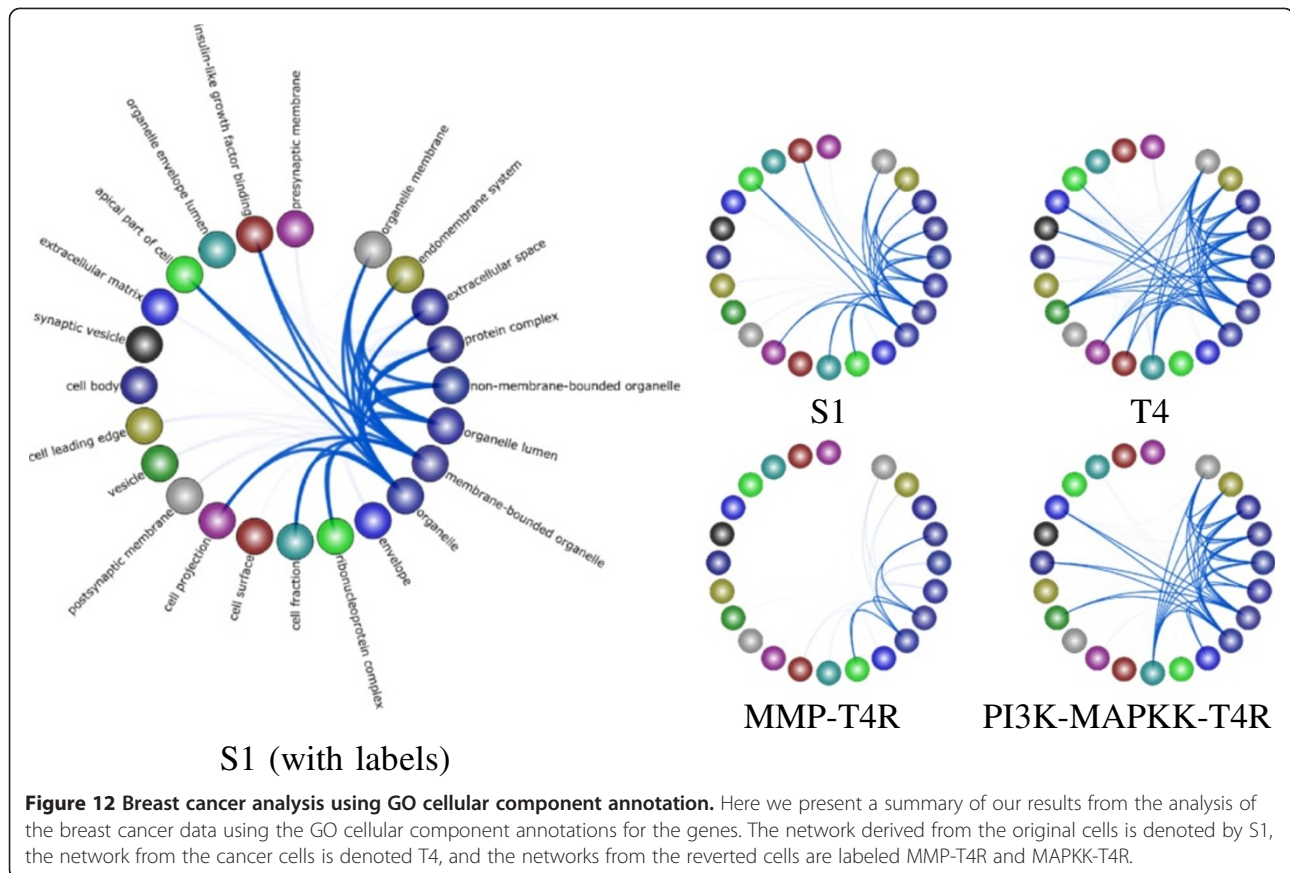 insulin-like growth factor binding
presynaptic membrane
organelle envelope lumen
organelle membrane
apical part of cell
endomembrane system
extracellular matrix
extracellular space
synaptic vesicle
protein complex
cell body
non-membrane-bounded organelle
cell leading edge
organelle lumen
vesicle
membrane-bounded organelle
postsynaptic membrane
organelle
cell projection
envelope
cell surface
cell fraction
ribonucleoprotein complex
S1 (with labels)
S1
T4
MMP-T4R
PI3K-MAPKK-T4R
Figure 12 Breast cancer analysis using GO cellular component annotation. Here we present a summary of our results from the analysis of
the breast cancer data using the GO cellular component annotations for the genes. The network derived from the original cells is denoted by S1,
the network from the cancer cells is denoted T4, and the networks from the reverted cells are labeled MMP-T4R and MAPKK-T4R.